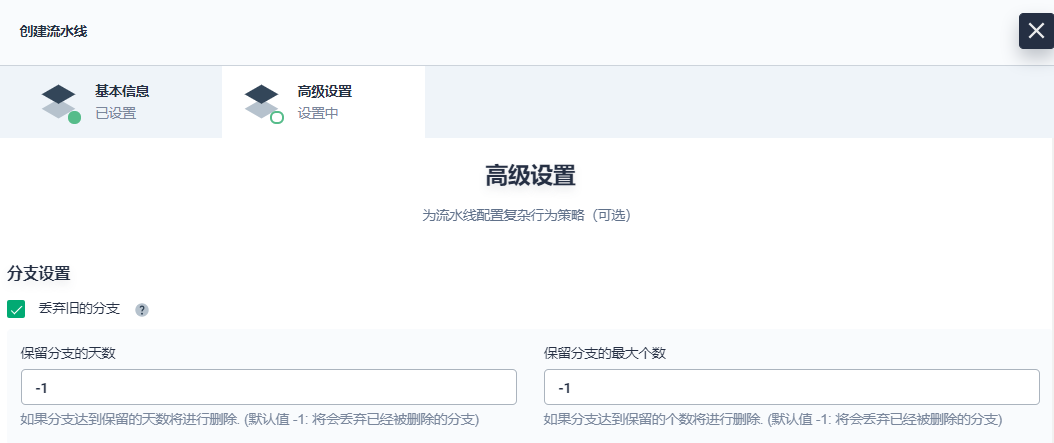 创建流水线
基本信息
已设置
高级设置
设置中
高级设置
为流水线配置复杂行为策略（可选）
分支设置
丢弃旧的分支 ?
保留分支的天数
-1
如果分支达到保留的天数将进行删除. (默认值 -1: 将会丢弃已经被删除的分支)
保留分支的最大个数
-1
如果分支达到保留的个数将进行删除. (默认值 -1: 将会丢弃已经被删除的分支)